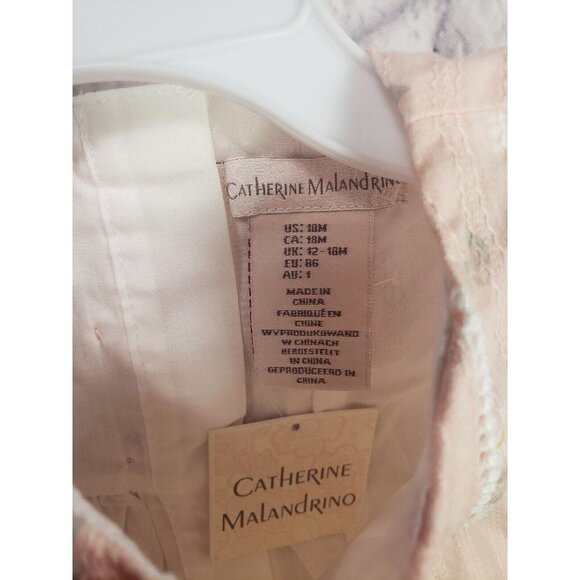 CATHERINE MALANDRINO
US: 18M
CA: 18M
UK: 12-18M
EU: 86
AU: 1
MADE IN
CHINA
FABRIQUÉ EN
CHINE
WYPRODUKOWANO
W CHINACH
HERGESTELLT
IN CHINA
GEPRODUCEERD IN
CHINA
CATHERINE
MALANDRINO